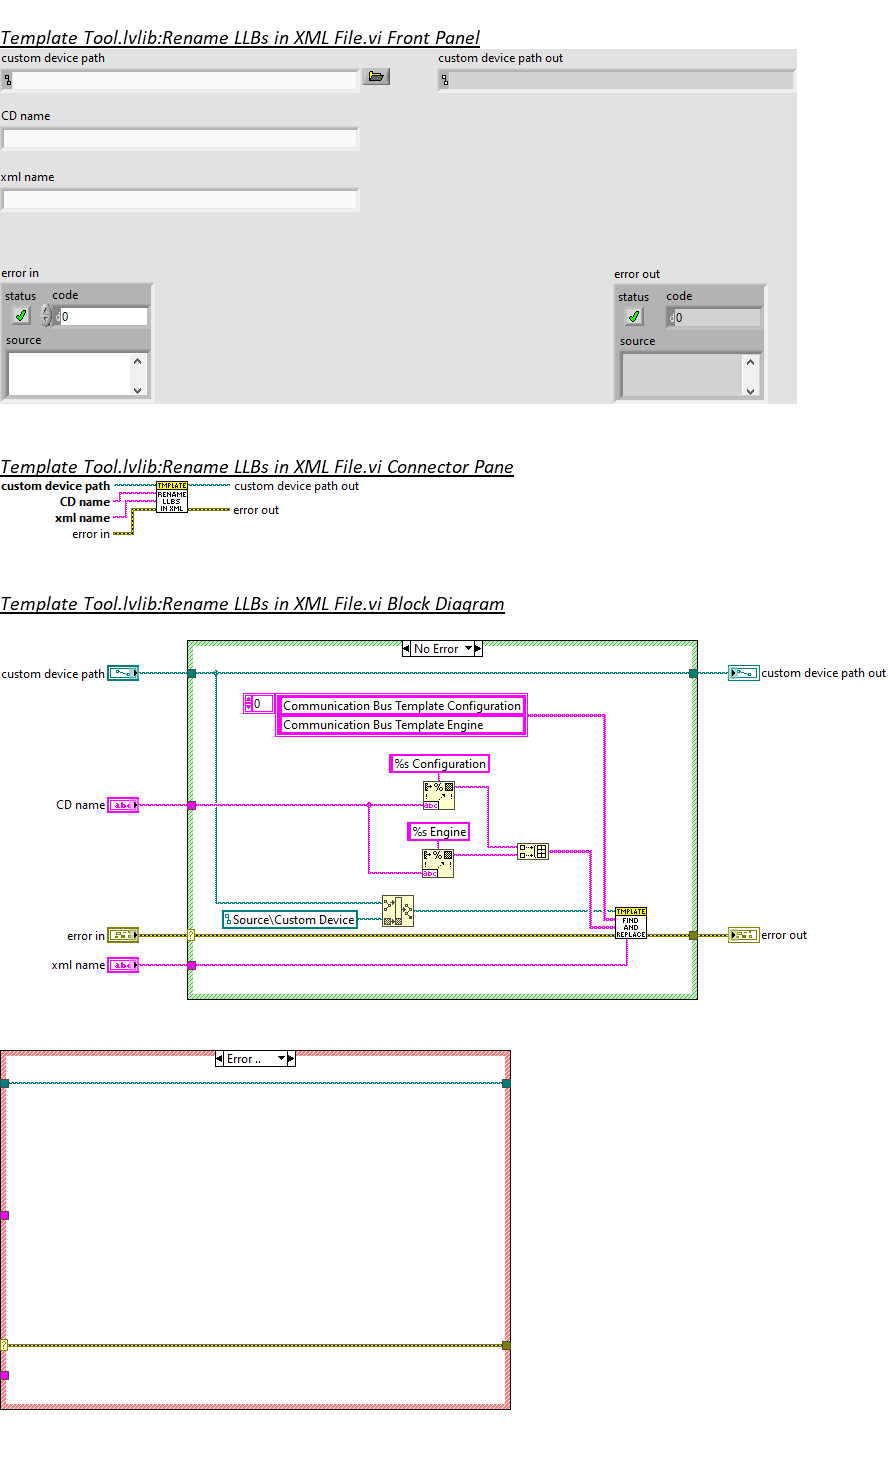 Template Tool.lvlib:Rename LLBs in XML File.vi Front Panel
custom device path
custom device path out
CD name
xml name
error in
status code
0
source
error out
status code
0
source
Template Tool.lvlib:Rename LLBs in XML File.vi Connector Pane
custom device path
CD name
xml name
error in
TMPLATE
RENAME
LLBS
IN XML
custom device path out
error out
Template Tool.lvlib:Rename LLBs in XML File.vi Block Diagram
No Error
custom device path
custom device path out
0
Communication Bus Template Configuration
Communication Bus Template Engine
%s Configuration
CD name
abc
abc
%s Engine
abc
Source\Custom Device
TMPLATE
FIND
AND
REPLACE
error in
?
error out
xml name
abc
Error ..
?